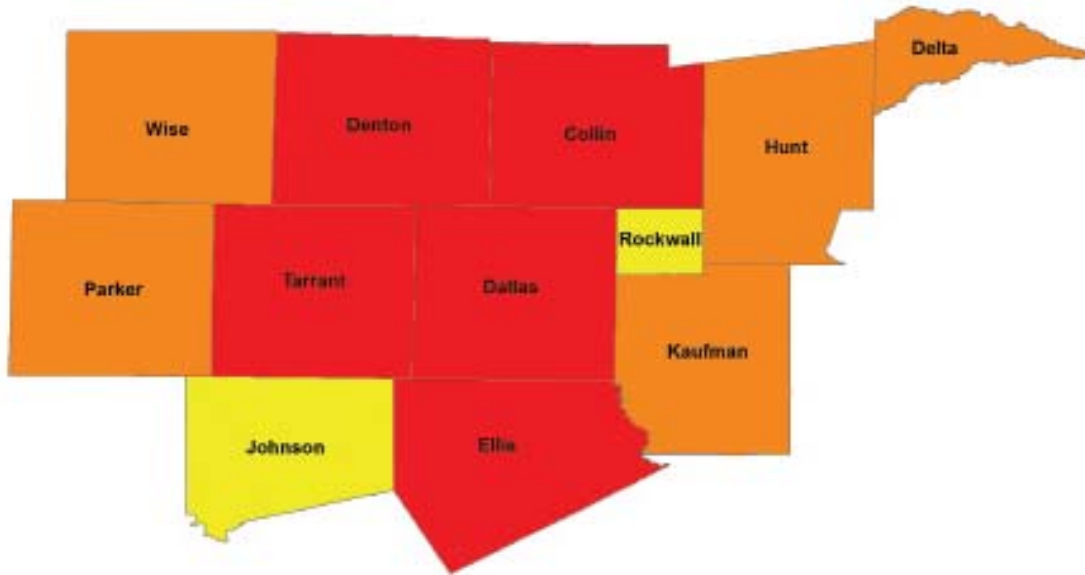 Delta
Wise
Denton
Collin
Hunt
Rockwall
Parker
Tarrant
Dallas
Kaufman
Johnson
Ellis